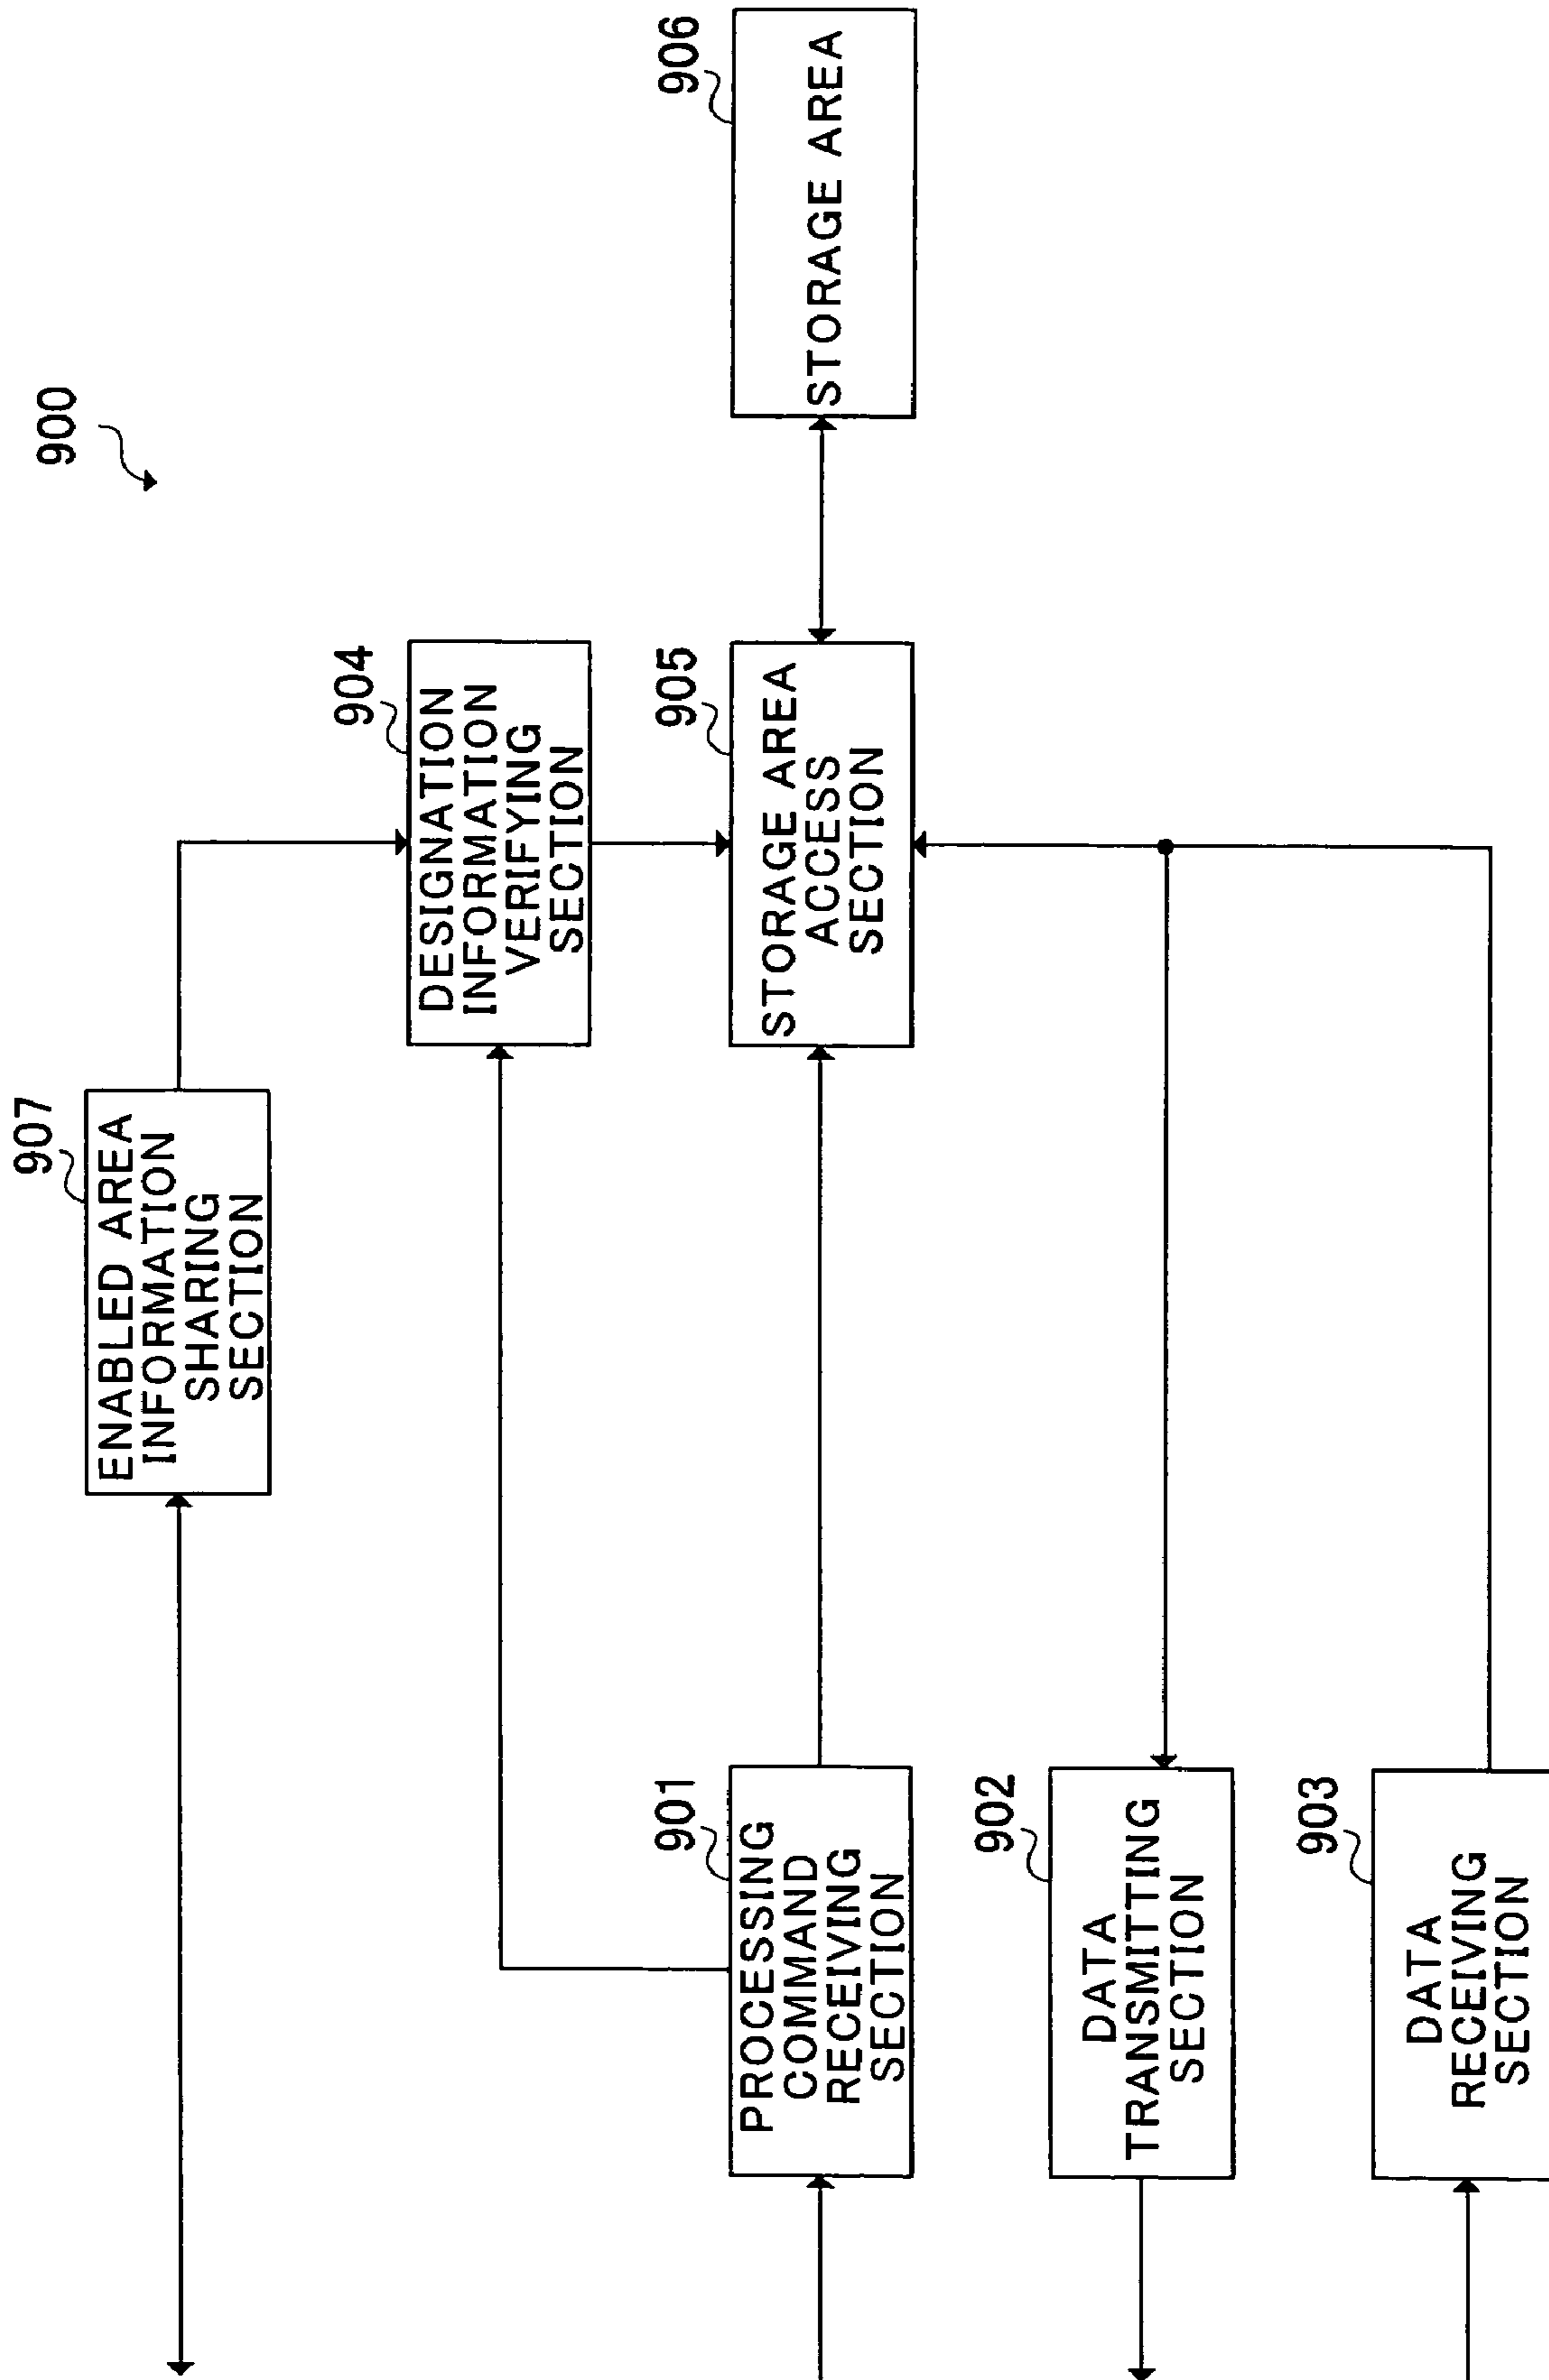 900
907
ENABLED AREA
INFORMATION
SHARING
SECTION
904
DESIGNATION
INFORMATION
VERIFYING
SECTION
901
PROCESSING
COMMAND
RECEIVING
SECTION
905
STORAGE AREA
ACCESS
SECTION
906
STORAGE AREA
902
DATA
TRANSMITTING
SECTION
903
DATA
RECEIVING
SECTION